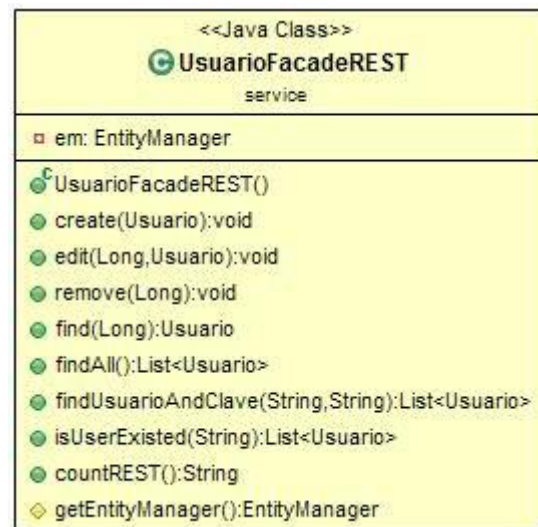 <<Java Class>>
C UsuarioFacadeREST
service
em: EntityManager
C UsuarioFacadeREST()
create(Usuario):void
edit(Long,Usuario):void
remove(Long):void
find(Long):Usuario
findAll():List<Usuario>
findUsuarioAndClave(String,String):List<Usuario>
isUserExisted(String):List<Usuario>
countREST():String
getEntityManager():EntityManager